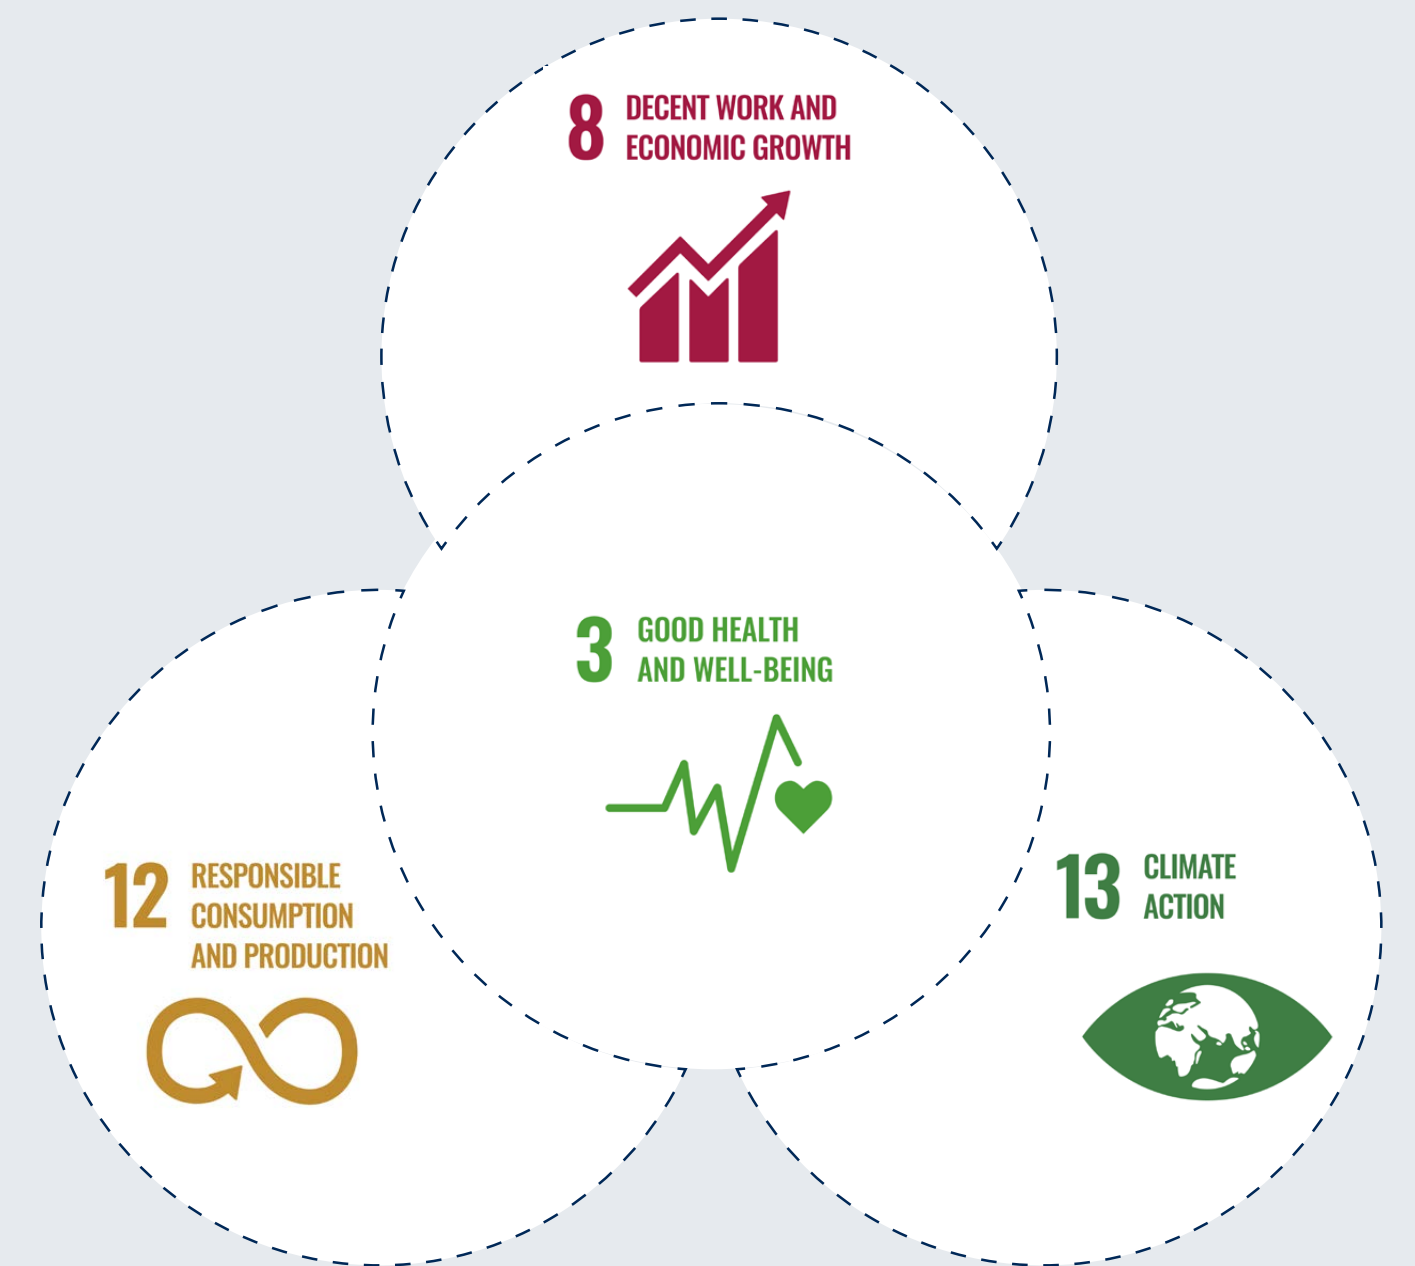 8 DECENT WORK AND
ECONOMIC GROWTH
3 GOOD HEALTH
AND WELL-BEING
12 RESPONSIBLE
CONSUMPTION
AND PRODUCTION
13 CLIMATE
ACTION